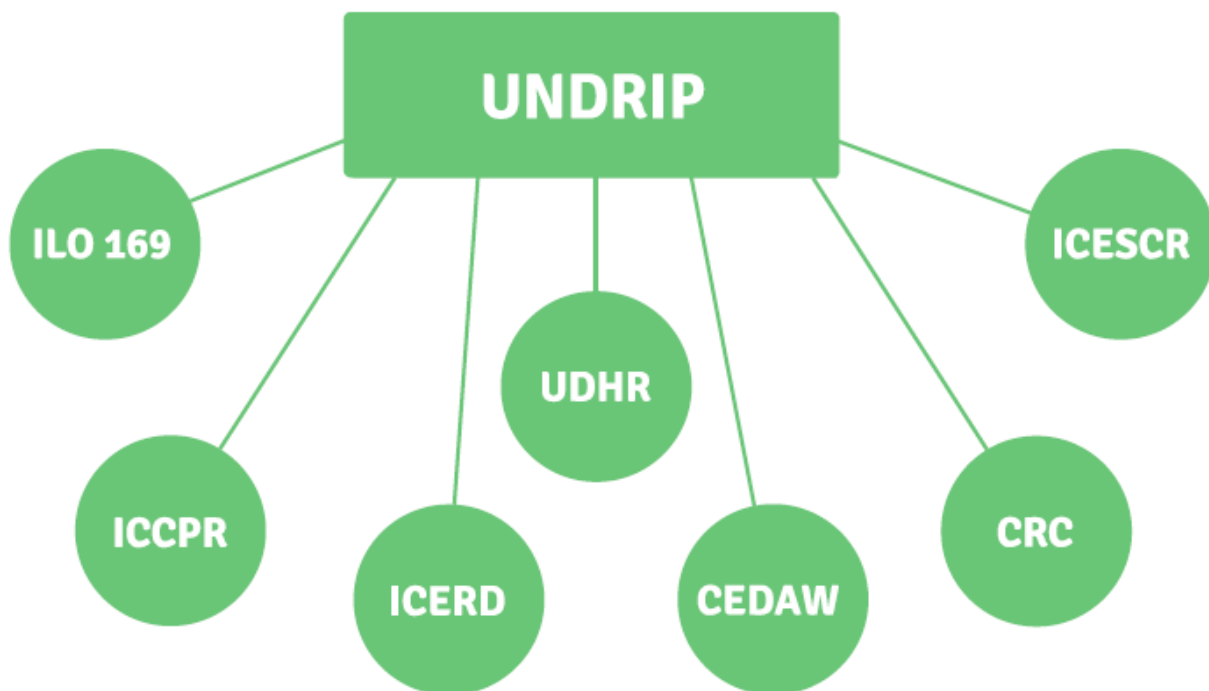 UNDRIP
ILO 169
ICESCR
UDHR
ICCPR
CRC
ICERD
CEDAW